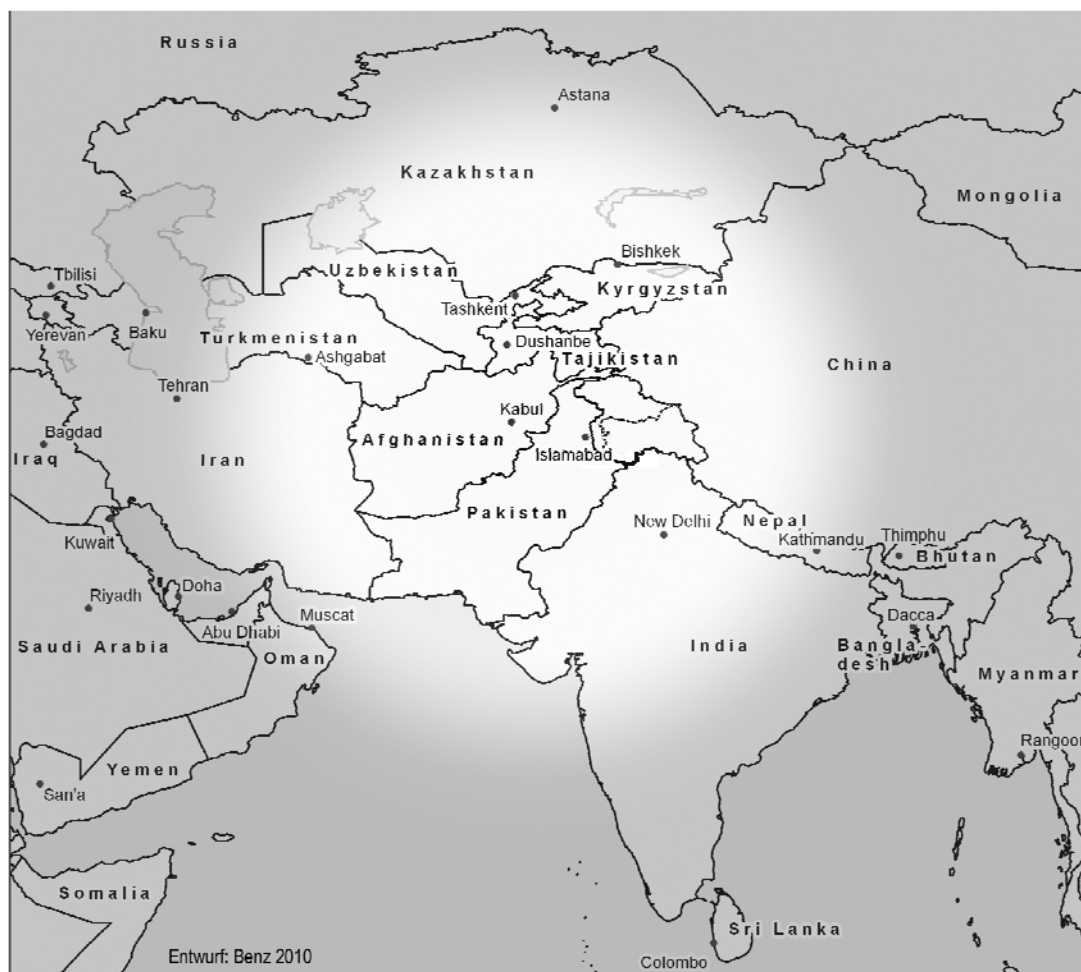 Russia
Astana
Kazakhstan
Mongolia
Bishkek
Uzbekistan
Tbilisi
Kyrgyzstan
Tashkent
Yerevan
Baku
Turkmenistan
Dushanbe
Ashgabat
Tajikistan
China
Tehran
Kabul
Bagdad
Afghanistan
Islamabad
Iraq
Iran
Pakistan
New Delhi
Nepal
Kathmandu
Thimphu
Bhutan
Kuwait
Doha
Riyadh
Muscat
Dacca
Abu Dhabi
Saudi Arabia
Oman
India
Bangla-
desh
Myanmar
Rangoon
Yemen
San'a
Somalia
Sri Lanka
Entwurf: Benz 2010
Colombo